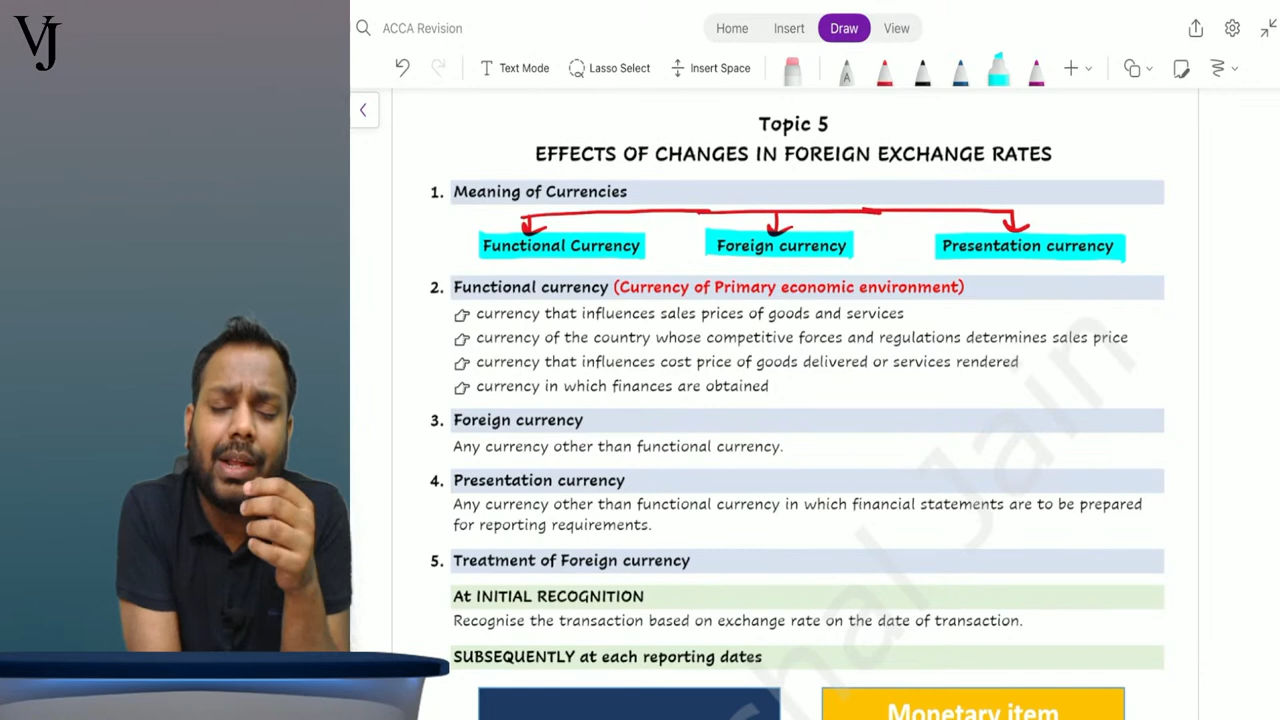 VJ
ACCA Revision
Home Insert Draw View
Text Mode Lasso Select Insert Space
A
Topic 5
EFFECTS OF CHANGES IN FOREIGN EXCHANGE RATES
1. Meaning of Currencies
Functional Currency Foreign currency Presentation currency
2. Functional currency (Currency of Primary economic environment)
currency that influences sales prices of goods and services
currency of the country whose competitive forces and regulations determines sales price
currency that influences cost price of goods delivered or services rendered
currency in which finances are obtained
3. Foreign currency
Any currency other than functional currency.
4. Presentation currency
Any currency other than functional currency in which financial statements are to be prepared
for reporting requirements.
5. Treatment of Foreign currency
At INITIAL RECOGNITION
Recognise the transaction based on exchange rate on the date of transaction.
SUBSEQUENTLY at each reporting dates
Monetary item
shal Jain